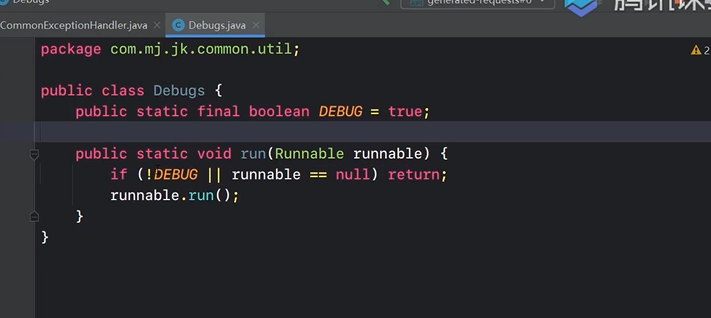 Debugs
generated-requests#6
腾讯课堂
CommonExceptionHandler.java
Debugs.java
package com.mj.jk.common.util;
2
public class Debugs {
public static final boolean DEBUG = true;
public static void run(Runnable runnable) {
if (!DEBUG || runnable == null) return;
runnable.run();
}
}